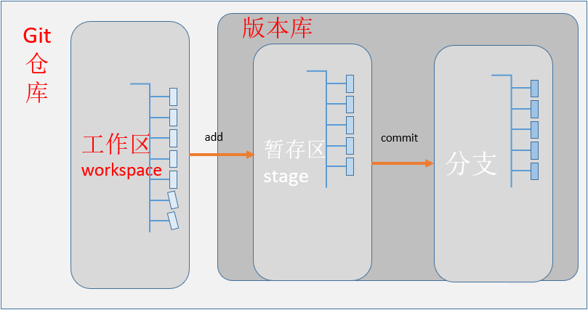 Git
仓
库
版本库
工作区
workspace
add
暂存区
stage
commit
分支